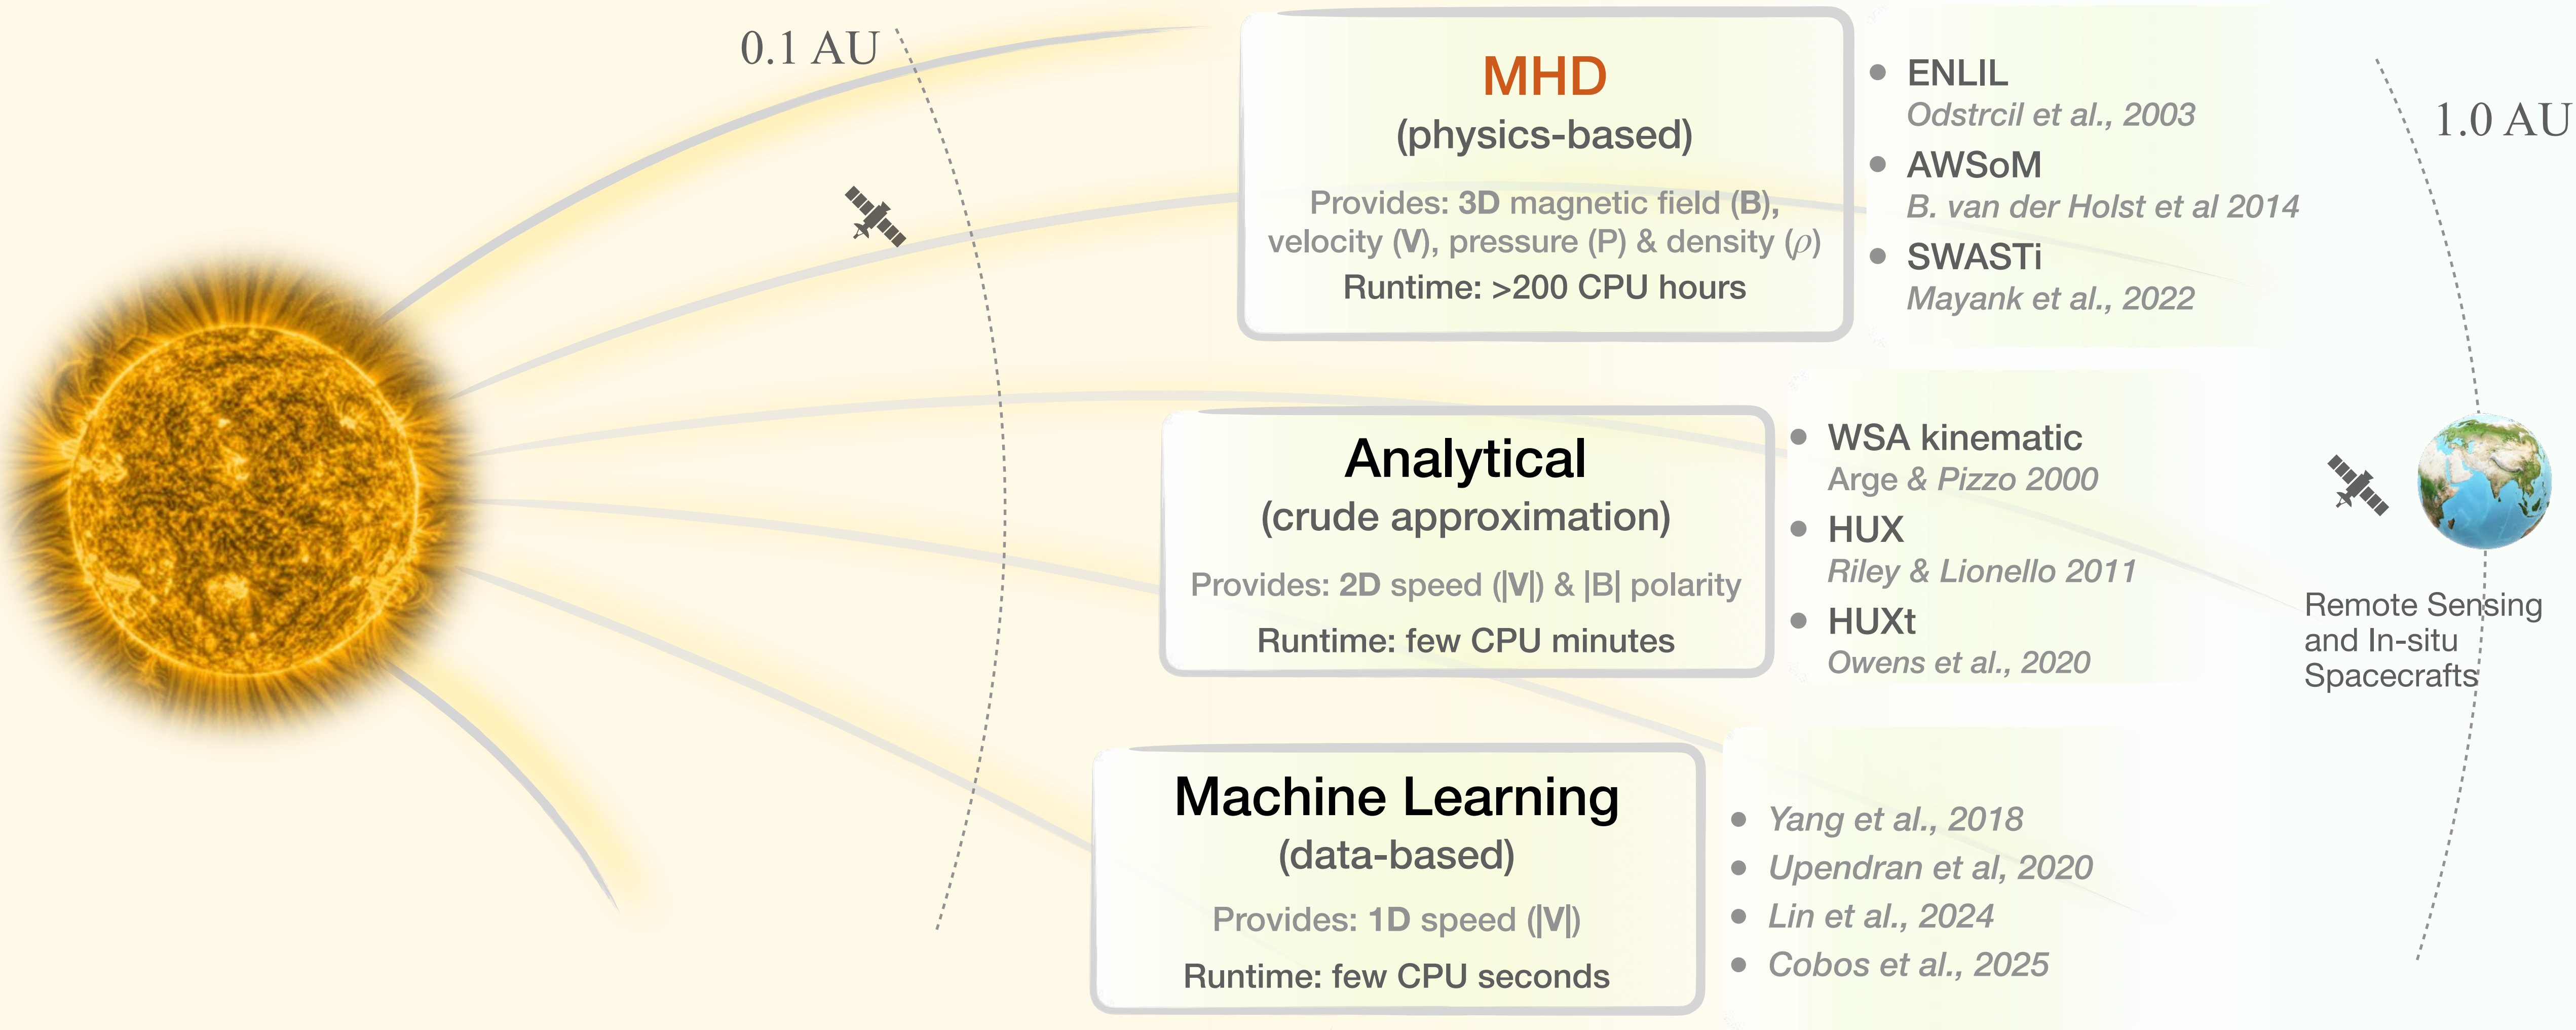 0.1 AU
MHD
(physics-based)
Provides: 3D magnetic field (B),
velocity (V), pressure (P) & density (ρ)
Runtime: >200 CPU hours
● ENLIL
Odstrcil et al., 2003
● AWSoM
B. van der Holst et al 2014
● SWASTi
Mayank et al., 2022
1.0 AU
Analytical
(crude approximation)
Provides: 2D speed (|V|) & |B| polarity
Runtime: few CPU minutes
● WSA kinematic
Arge & Pizzo 2000
● HUX
Riley & Lionello 2011
● HUXt
Owens et al., 2020
Remote Sensing
and In-situ
Spacecrafts
Machine Learning
(data-based)
Provides: 1D speed (|V|)
Runtime: few CPU seconds
● Yang et al., 2018
● Upendran et al, 2020
● Lin et al., 2024
● Cobos et al., 2025